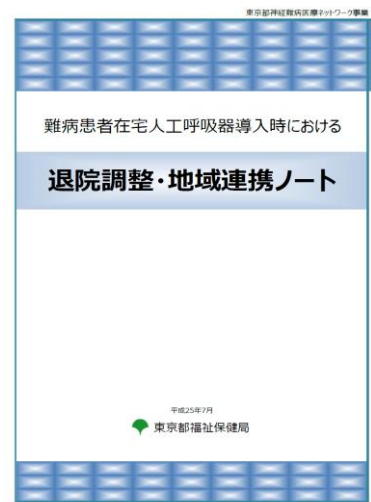 東京都神経難病医療ネットワーク事業
難病患者在宅人工呼吸器導入時における
退院調整・地域連携ノート
平成25年7月
東京都福祉保健局